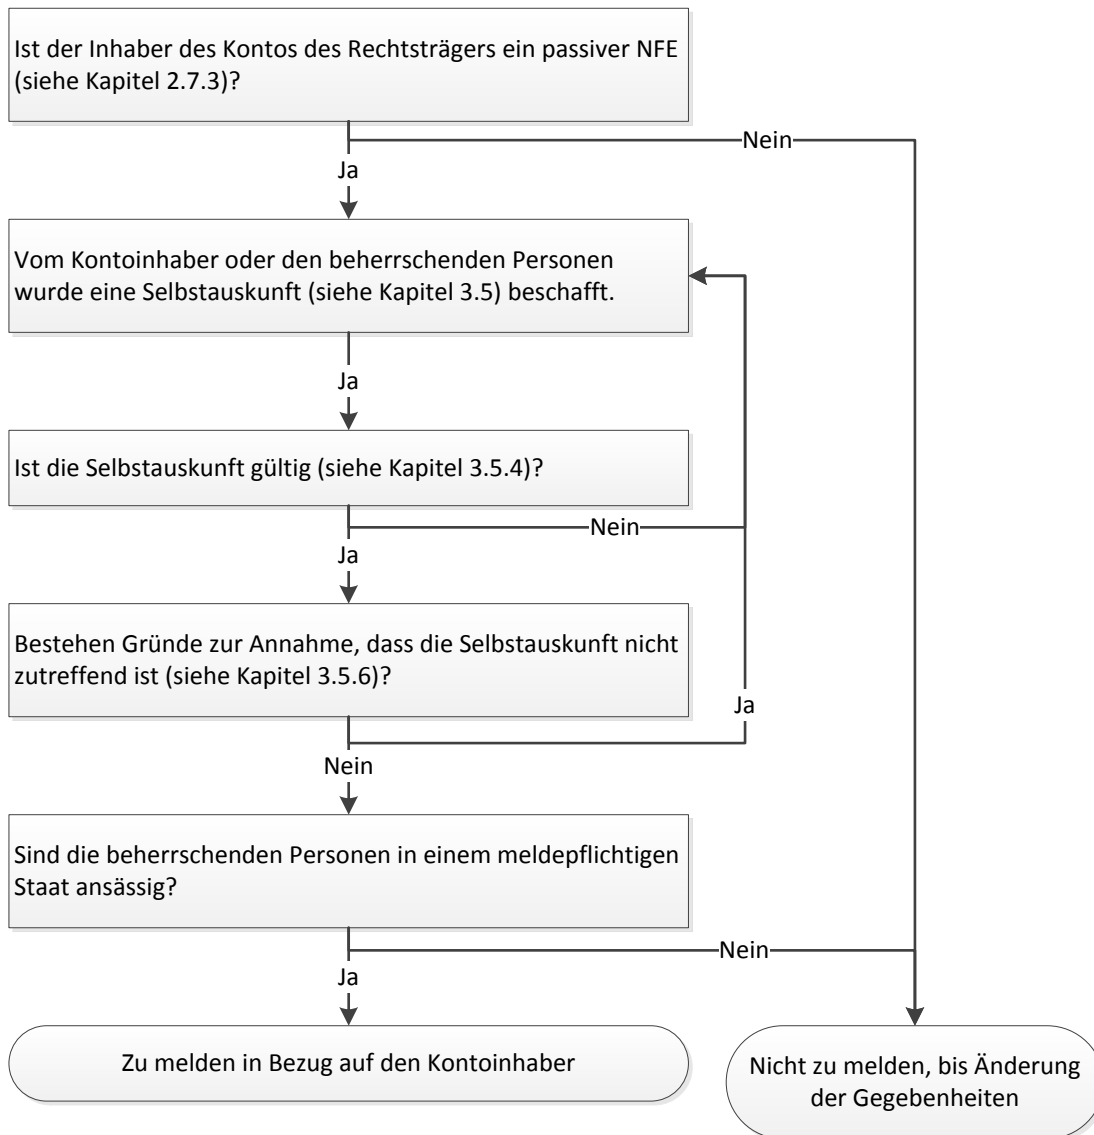 Ist der Inhaber des Kontos des Rechtsträgers ein passiver NFE
(siehe Kapitel 2.7.3)?
Nein
Ja
Vom Kontoinhaber oder den beherrschenden Personen
wurde eine Selbstauskunft (siehe Kapitel 3.5) beschafft.
Ja
Ist die Selbstauskunft gültig (siehe Kapitel 3.5.4)?
Nein
Ja
Bestehen Gründe zur Annahme, dass die Selbstauskunft nicht
zutreffend ist (siehe Kapitel 3.5.6)?
Ja
Nein
Sind die beherrschenden Personen in einem meldepflichtigen
Staat ansässig?
Nein
Ja
Zu melden in Bezug auf den Kontoinhaber
Nicht zu melden, bis Änderung
der Gegebenheiten